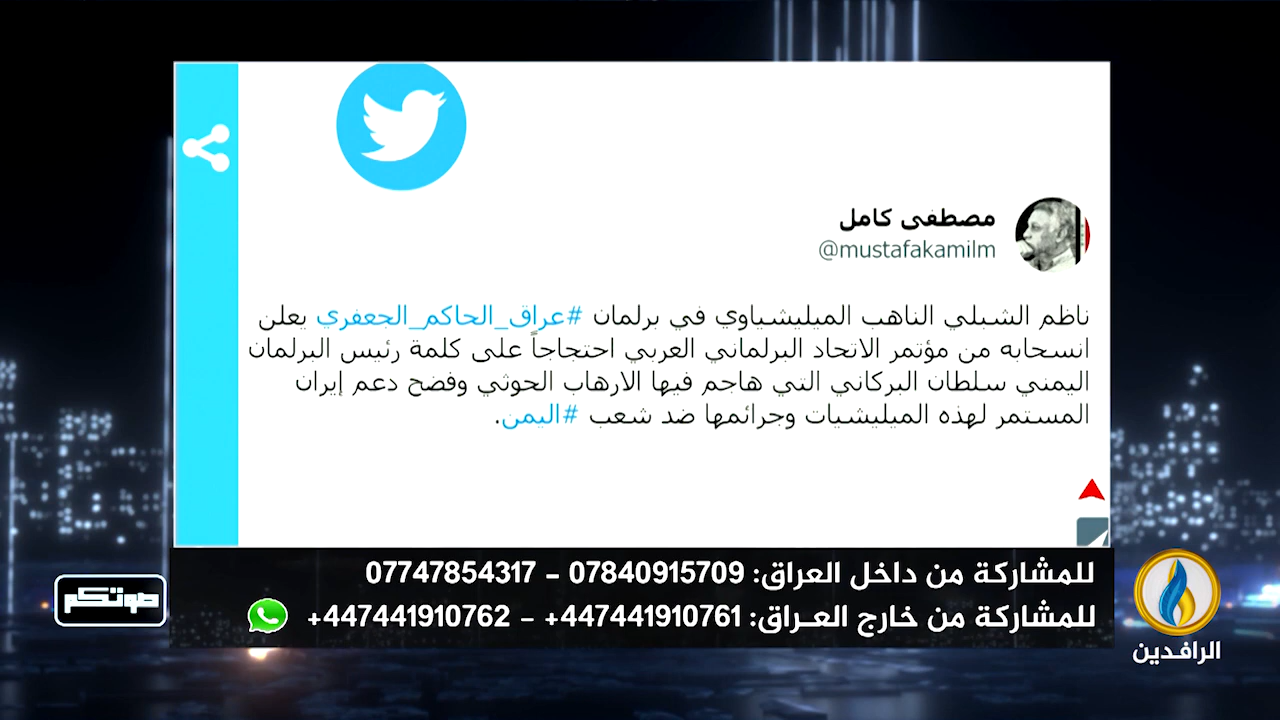 مصطفى كامل
@mustafakamilm
ناظم الشبلي الناهب الميليشياوي في برلمان #عراق_الحاكم_الجعفري يعلن
انسحابه من مؤتمر الاتحاد البرلماني العربي احتجاجاً على كلمة رئيس البرلمان
اليمني سلطان البركاني التي هاجم فيها الارهاب الحوثي وفضح دعم إيران
المستمر لهذه الميليشيات وجرائمها ضد شعب #اليمن.
للمشاركة من داخل العراق: 07840915709 - 07747854317
للمشاركة من خارج العـراق: 447441910761+ - 447441910762+
صوتكم
الرافدين